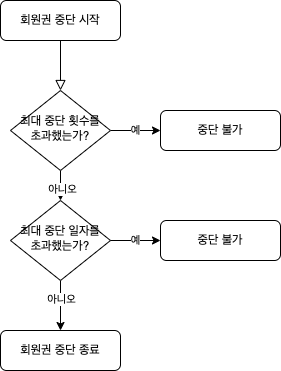 회원권 중단 시작
최대 중단 횟수를
초과했는가?
예
중단 불가
아니오
최대 중단 일자를
초과했는가?
예
중단 불가
아니오
회원권 중단 종료